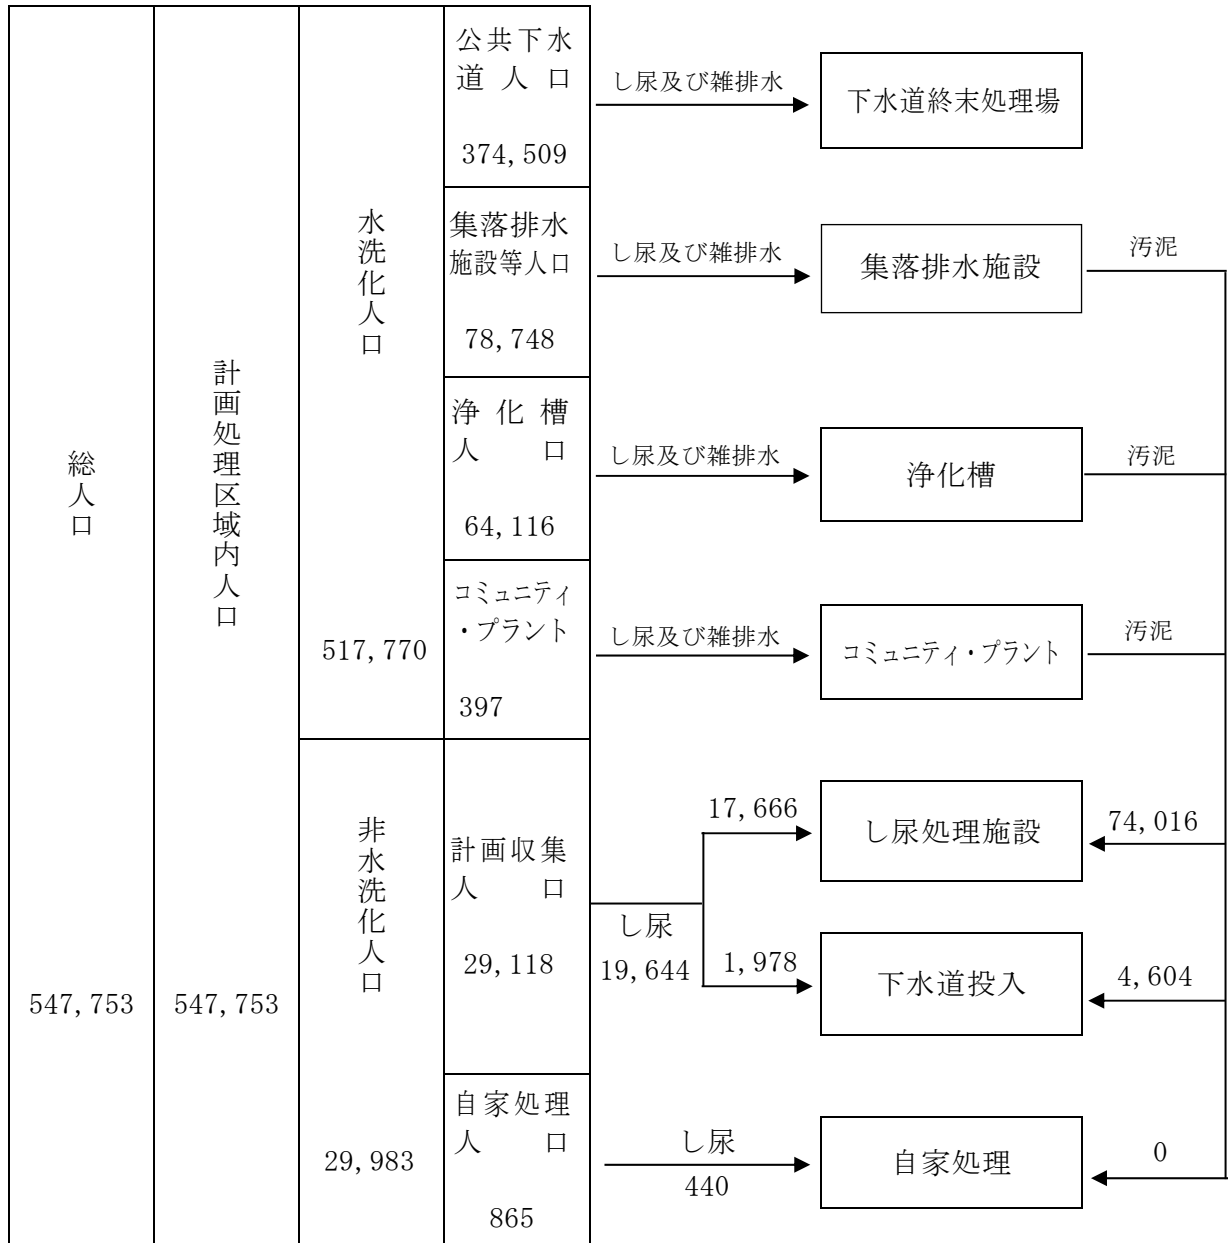 総人口
547,753
計画処理区域内人口
547,753
水洗化人口
517,770
非水洗化人口
29,983
公共下水
道人口
374,509
集落排水
施設等人口
78,748
浄化槽
人口
64,116
コミュニティ
・プラント
397
計画収集
人口
29,118
自家処理
人口
865
し尿及び雑排水
下水道終末処理場
し尿及び雑排水
集落排水施設
汚泥
し尿及び雑排水
浄化槽
汚泥
し尿及び雑排水
コミュニティ・プラント
汚泥
し尿
19,644
17,666
し尿処理施設
74,016
1,978
下水道投入
4,604
し尿
440
自家処理
0